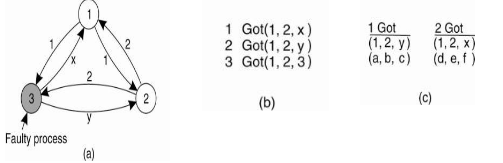 1
1
2
x
1
2
3
2
y
Faulty process
(a)
1 Got(1, 2, x )
2 Got(1, 2, y )
3 Got(1, 2, 3 )
(b)
1 Got 2 Got
(1, 2, y) (1, 2, x)
(a, b, c) (d, e, f )
(c)